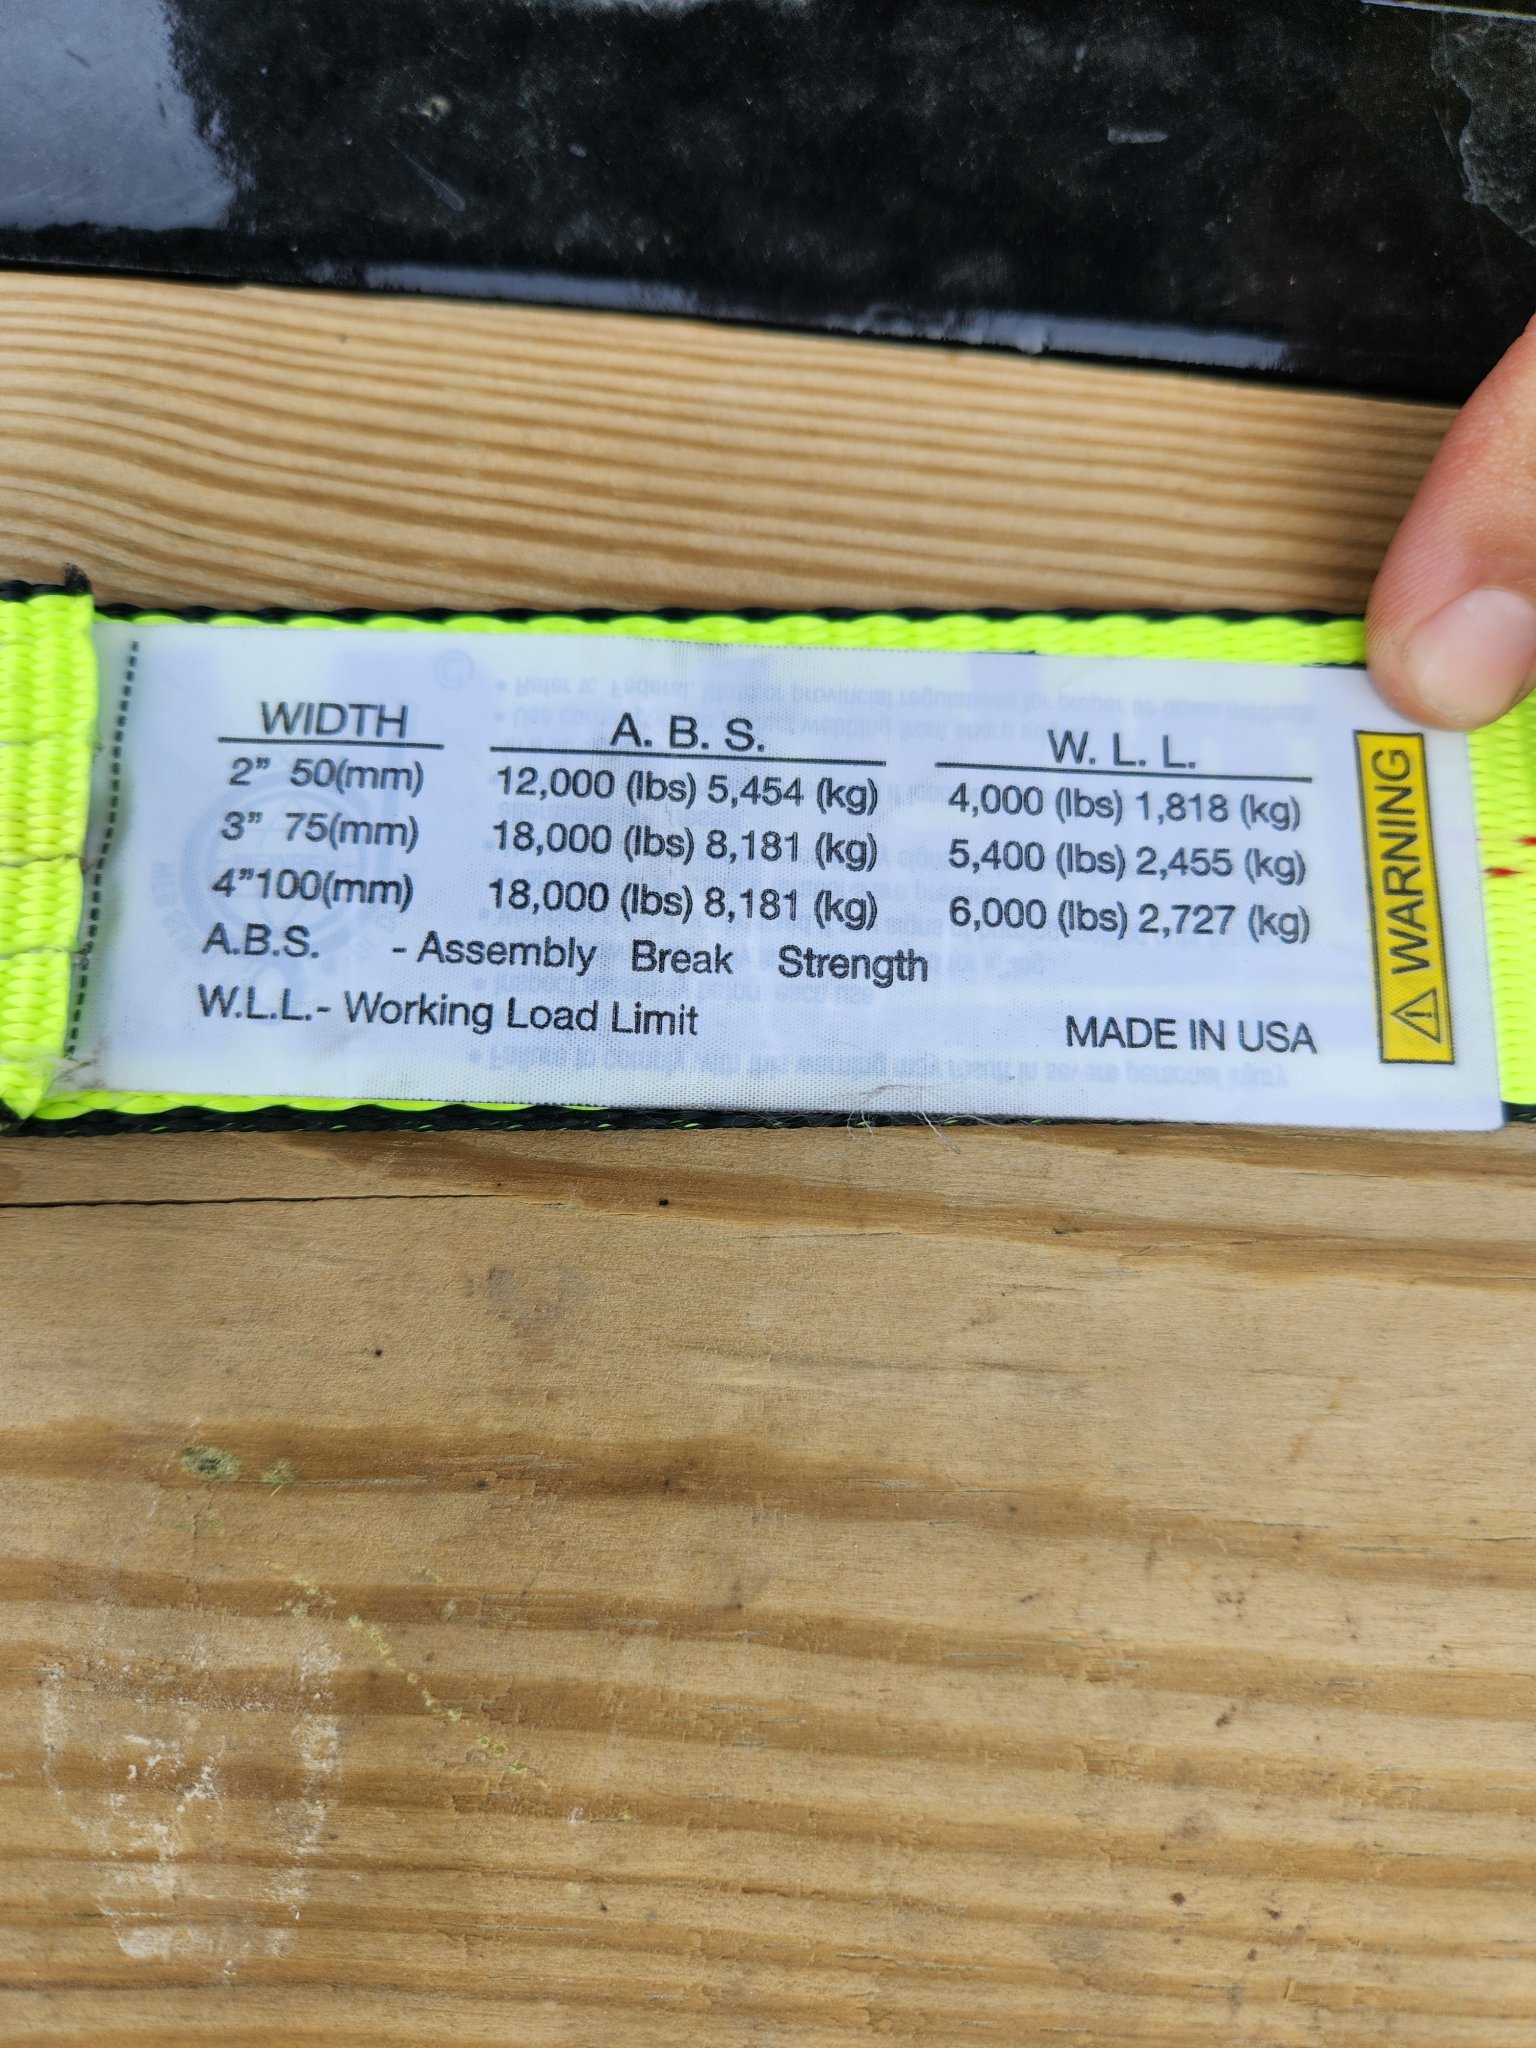 WIDTH A. B. S. W. L. L.
2” 50(mm) 12,000 (lbs) 5,454 (kg) 4,000 (lbs) 1,818 (kg)
3” 75(mm) 18,000 (lbs) 8,181 (kg) 5,400 (lbs) 2,455 (kg)
4”100(mm) 18,000 (lbs) 8,181 (kg) 6,000 (lbs) 2,727 (kg)
A.B.S. - Assembly Break Strength
W.L.L.- Working Load Limit
MADE IN USA
⚠ WARNING